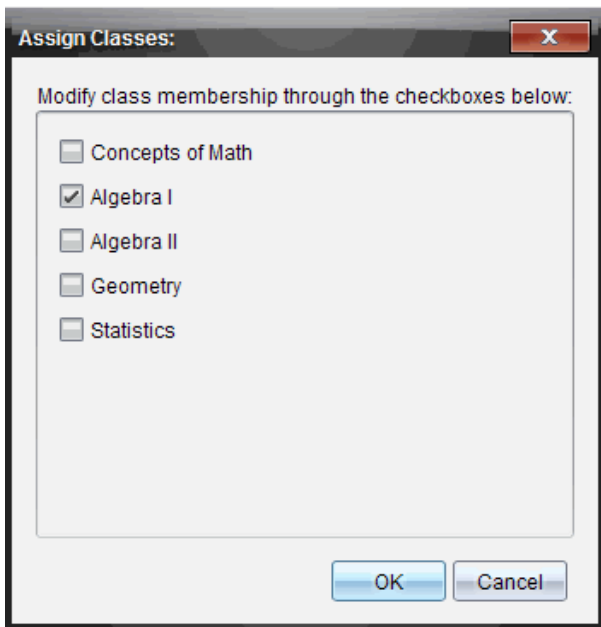 Assign Classes:
Modify class membership through the checkboxes below:
Concepts of Math
Algebra I
Algebra II
Geometry
Statistics
OK
Cancel